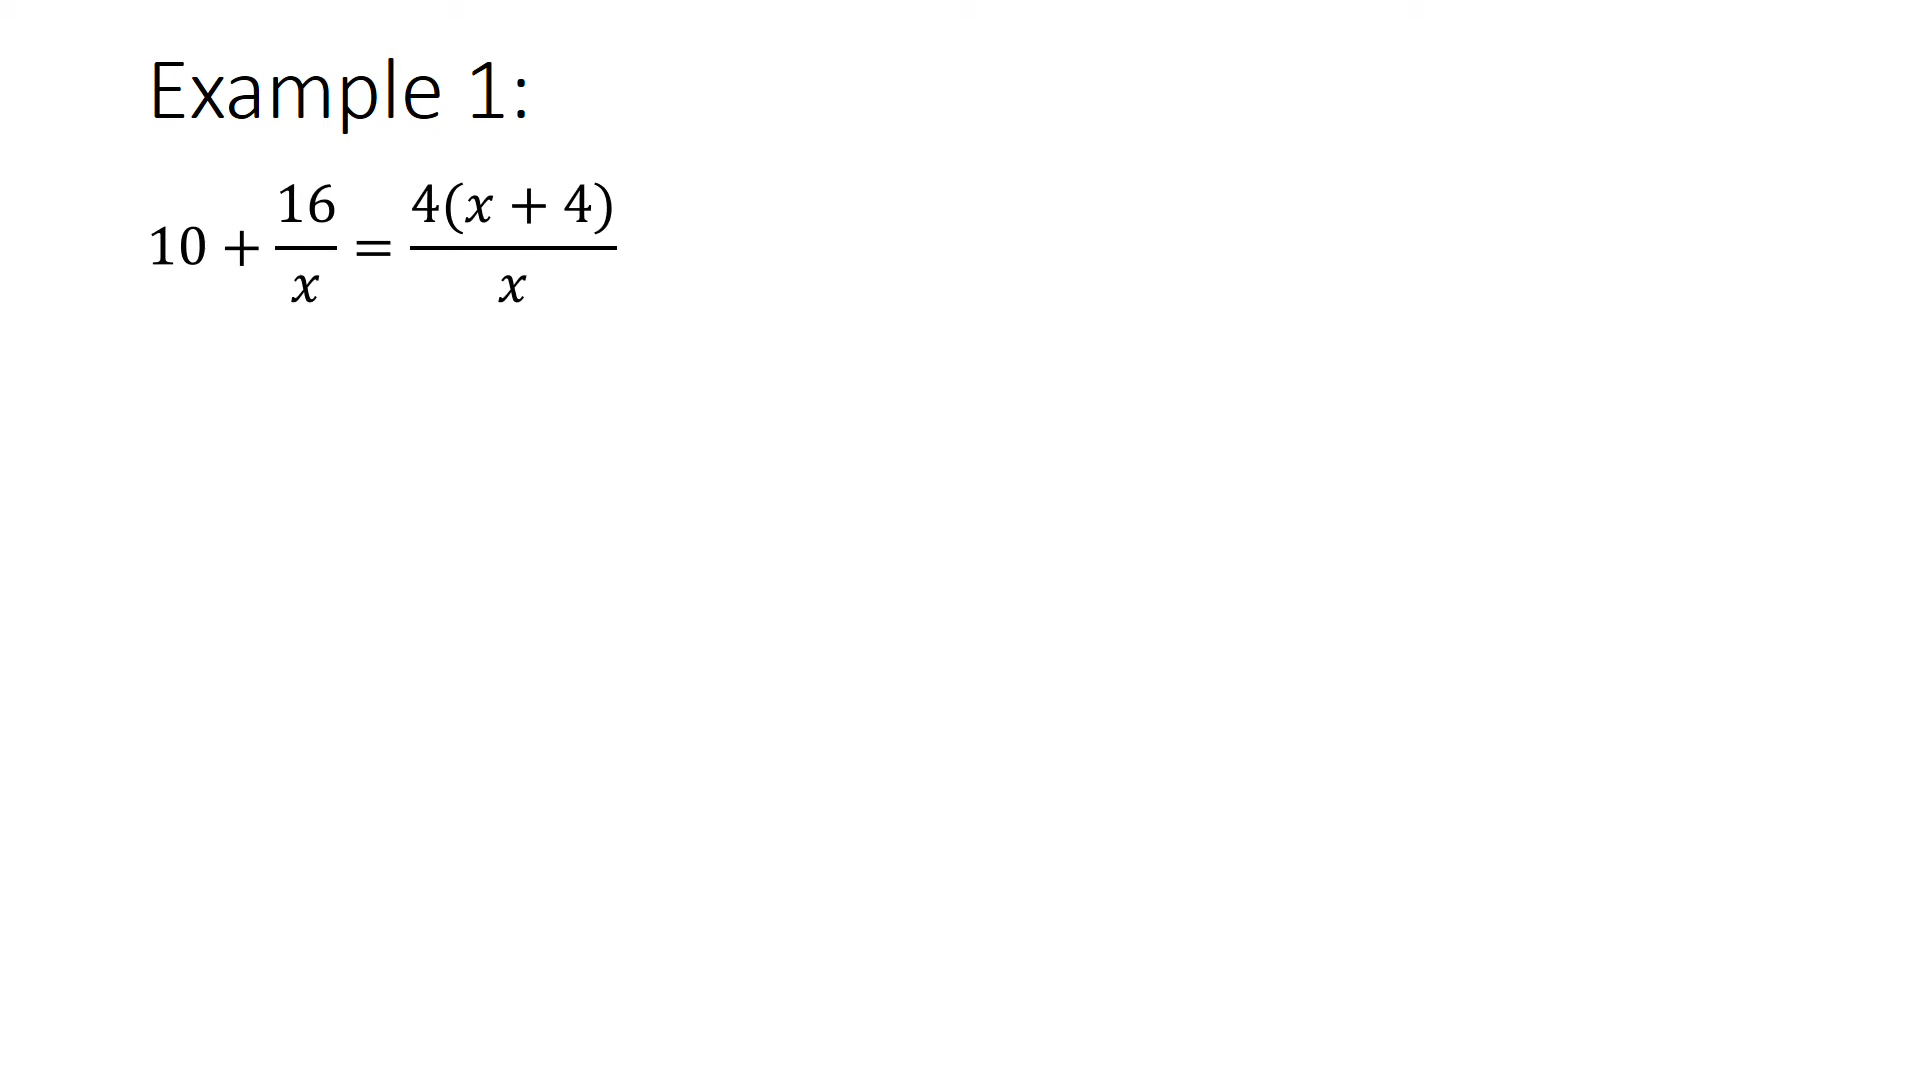 Example 1:
10 + 16/x = 4(x + 4)/x